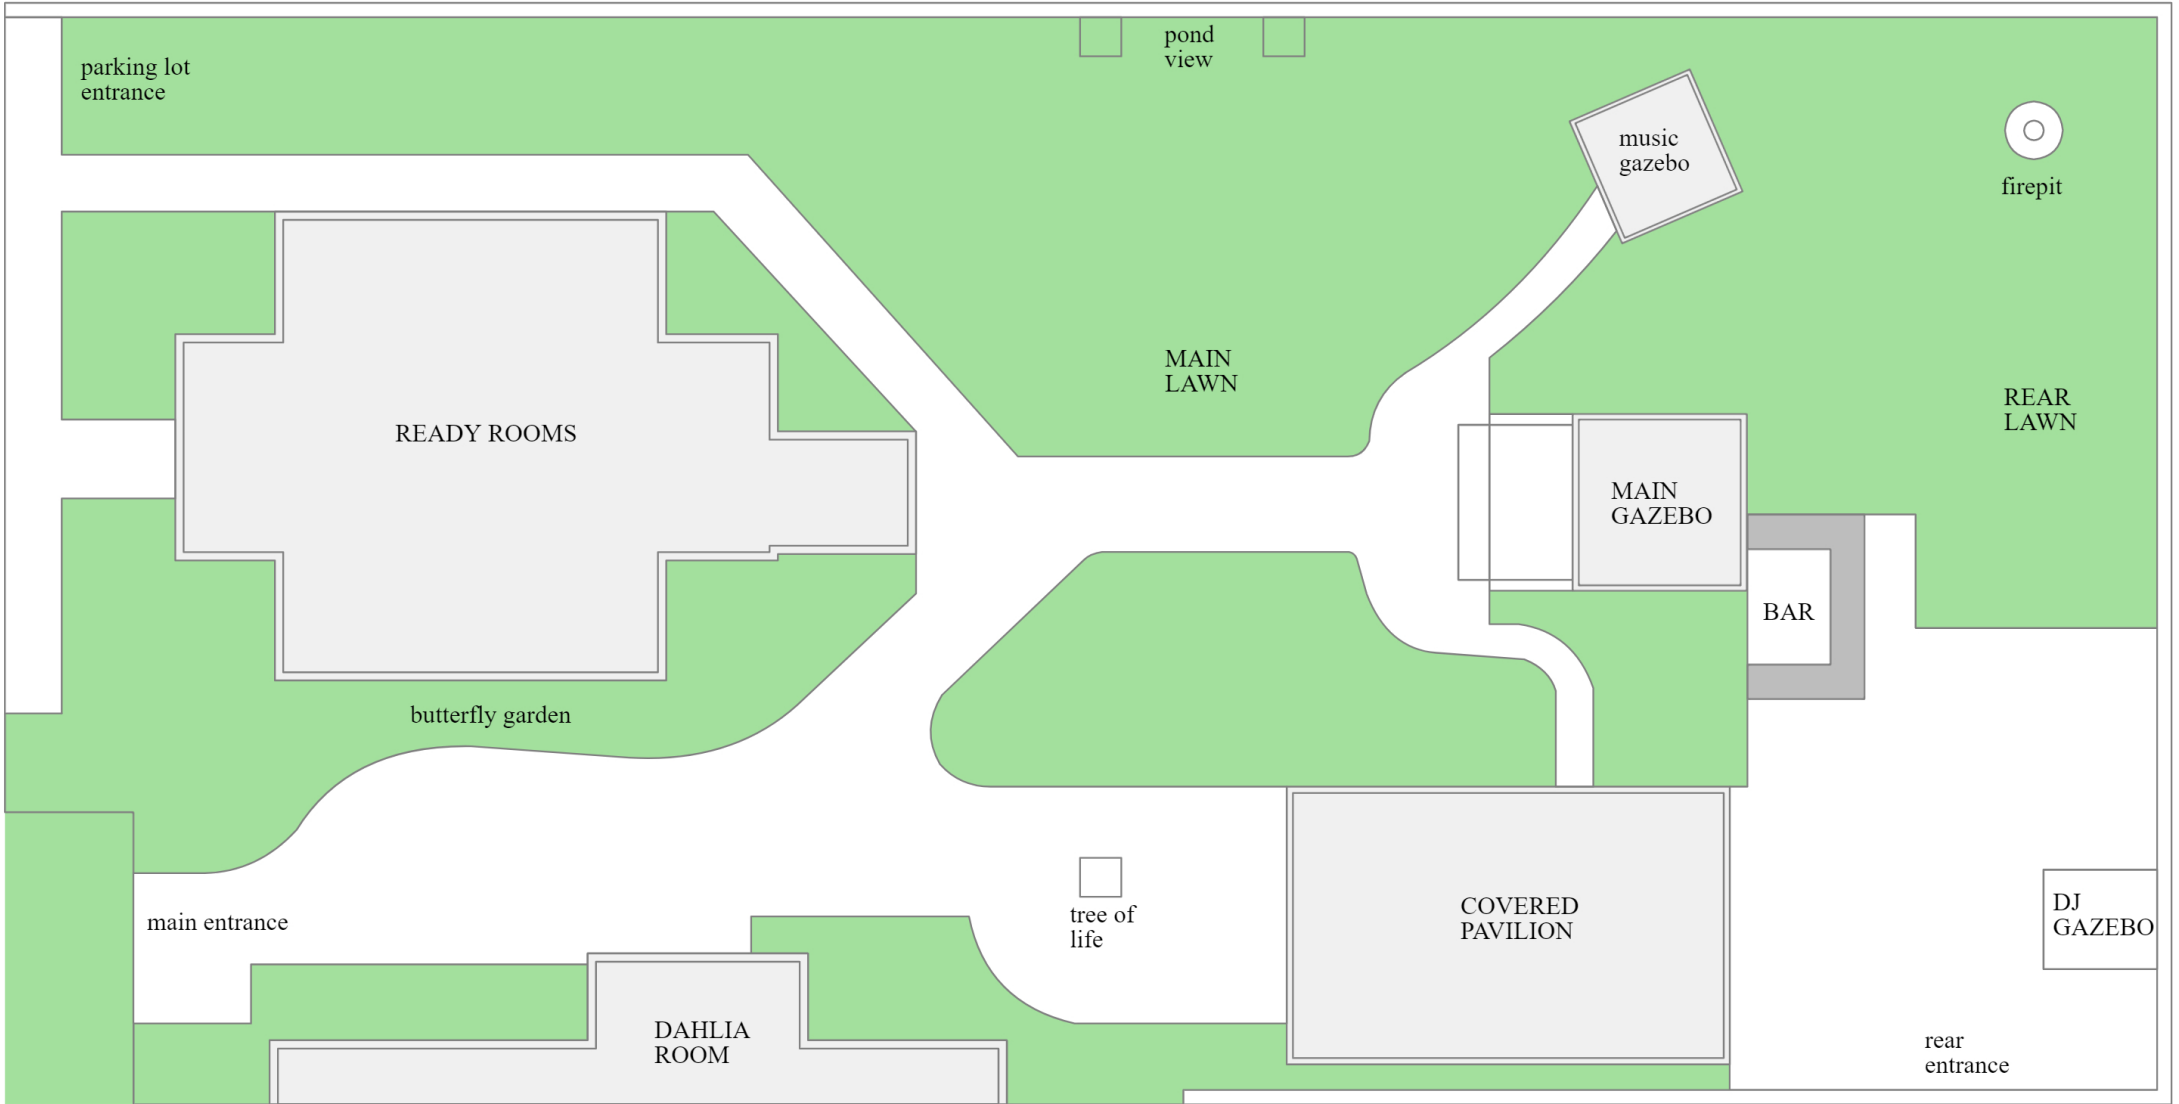 parking lot
entrance
pond
view
music
gazebo
firepit
MAIN
LAWN
REAR
LAWN
READY ROOMS
MAIN
GAZEBO
BAR
butterfly garden
main entrance
tree of
life
COVERED
PAVILION
DJ
GAZEBO
DAHLIA
ROOM
rear
entrance